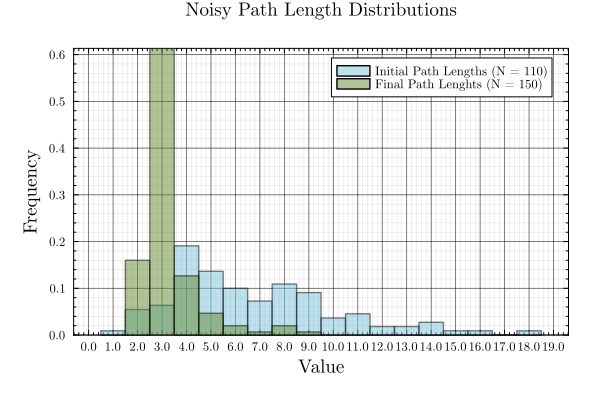 Noisy Path Length Distributions
Initial Path Lengths (N = 110)
Final Path Lenghts (N = 150)
0.6
0.5
0.4
0.3
0.2
0.1
0.0
Frequency
0.0 1.0 2.0 3.0 4.0 5.0 6.0 7.0 8.0 9.0 10.0 11.0 12.0 13.0 14.0 15.0 16.0 17.0 18.0 19.0
Value